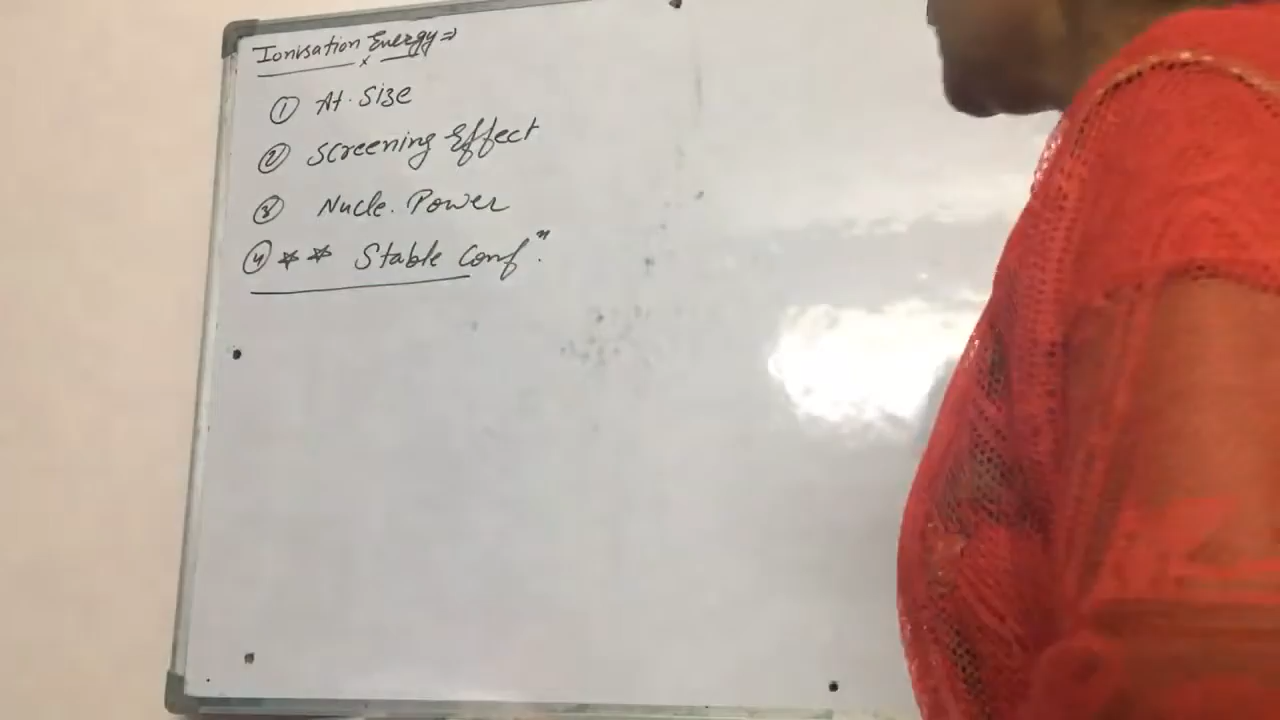 Ionisation Energy ⇒
① At. Size
② Screening Effect
③ Nucle. Power
④ ** Stable Confⁿ.